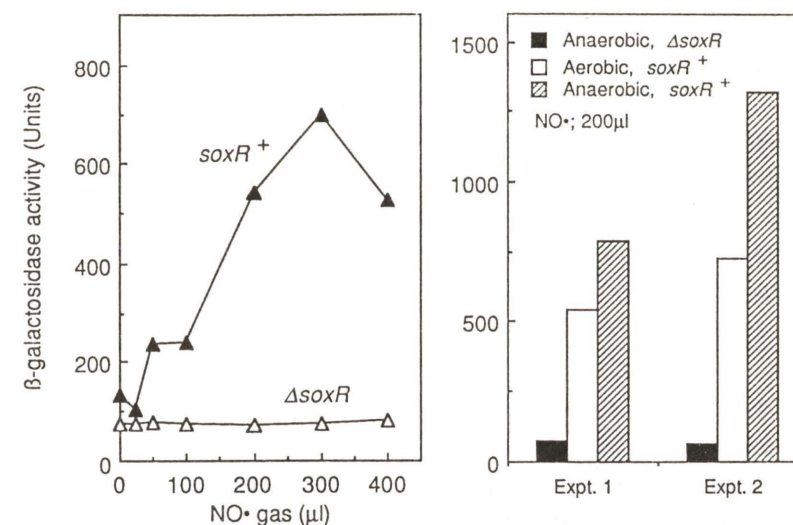 ß-galactosidase activity (Units)
800
600
400
200
0
soxR +
ΔsoxR
0 100 200 300 400
NO• gas (µl)
1500
1000
500
0
Anaerobic, ΔsoxR
Aerobic, soxR +
Anaerobic, soxR +
NO•; 200µl
Expt. 1 Expt. 2